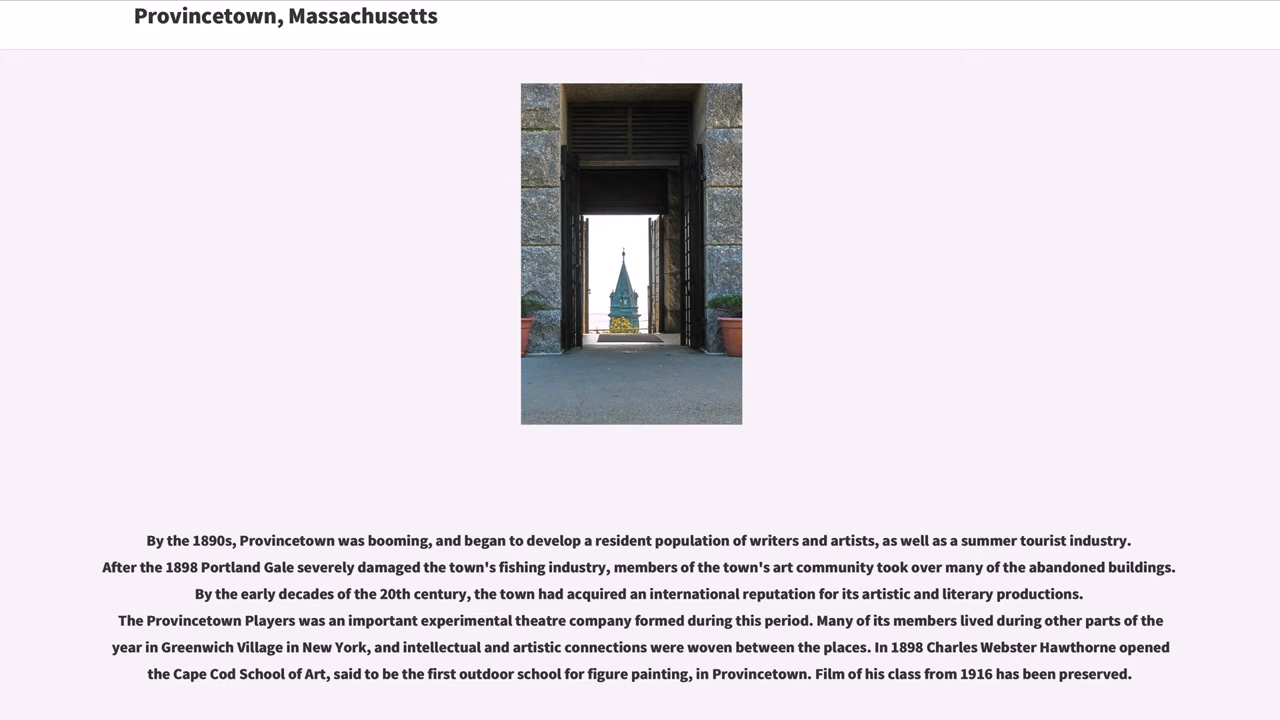 Provincetown, Massachusetts
By the 1890s, Provincetown was booming, and began to develop a resident population of writers and artists, as well as a summer tourist industry.
After the 1898 Portland Gale severely damaged the town's fishing industry, members of the town's art community took over many of the abandoned buildings.
By the early decades of the 20th century, the town had acquired an international reputation for its artistic and literary productions.
The Provincetown Players was an important experimental theatre company formed during this period. Many of its members lived during other parts of the
year in Greenwich Village in New York, and intellectual and artistic connections were woven between the places. In 1898 Charles Webster Hawthorne opened
the Cape Cod School of Art, said to be the first outdoor school for figure painting, in Provincetown. Film of his class from 1916 has been preserved.